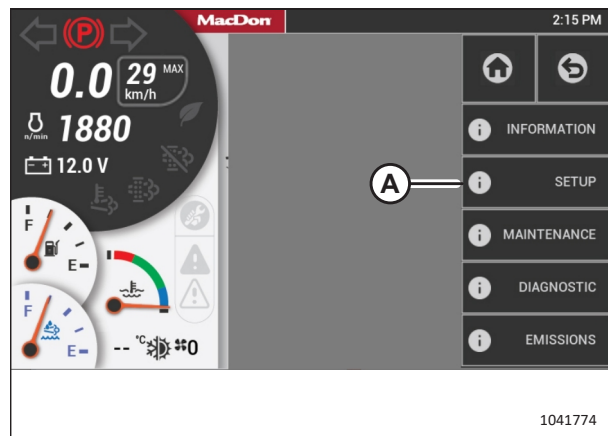 MacDon
2:15 PM
P
0.0
29 MAX
km/h
n/min 1880
12.0 V
INFORMATION
A
SETUP
MAINTENANCE
DIAGNOSTIC
EMISSIONS
F
E
F
E
-- °C
0
1041774